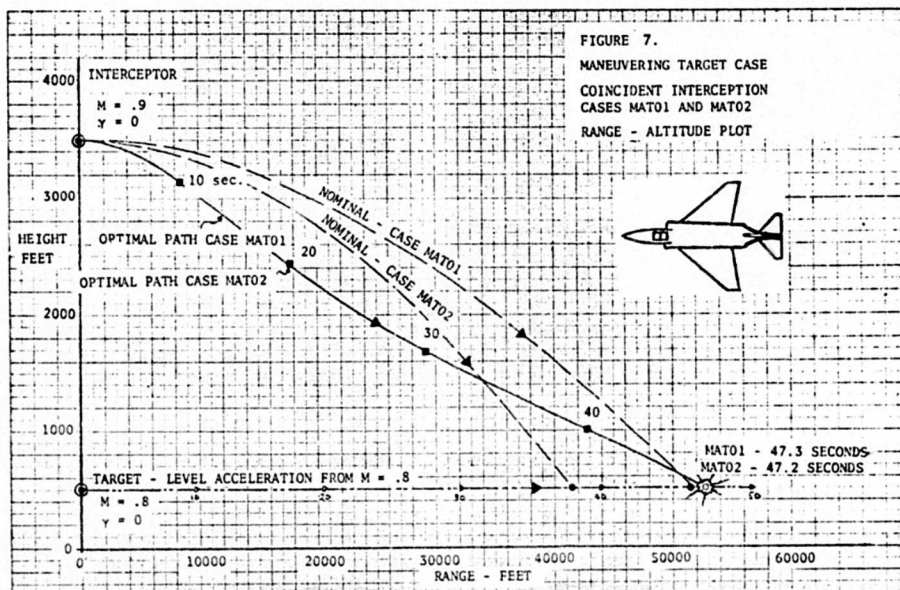 FIGURE 7.
MANEUVERING TARGET CASE
COINCIDENT INTERCEPTION
CASES MAT01 AND MAT02
RANGE - ALTITUDE PLOT
4000
INTERCEPTOR
M = .9
γ = 0
3000
10 sec.
NOMINAL - CASE MAT01
HEIGHT
FEET
OPTIMAL PATH CASE MAT01
20
NOMINAL - CASE MAT02
OPTIMAL PATH CASE MAT02
2000
30
40
1000
MAT01 - 47.3 SECONDS
MAT02 - 47.2 SECONDS
TARGET - LEVEL ACCELERATION FROM M = .8
10
20
30
40
50
M = .8
γ = 0
0
0
10000
20000
30000
40000
50000
60000
RANGE - FEET